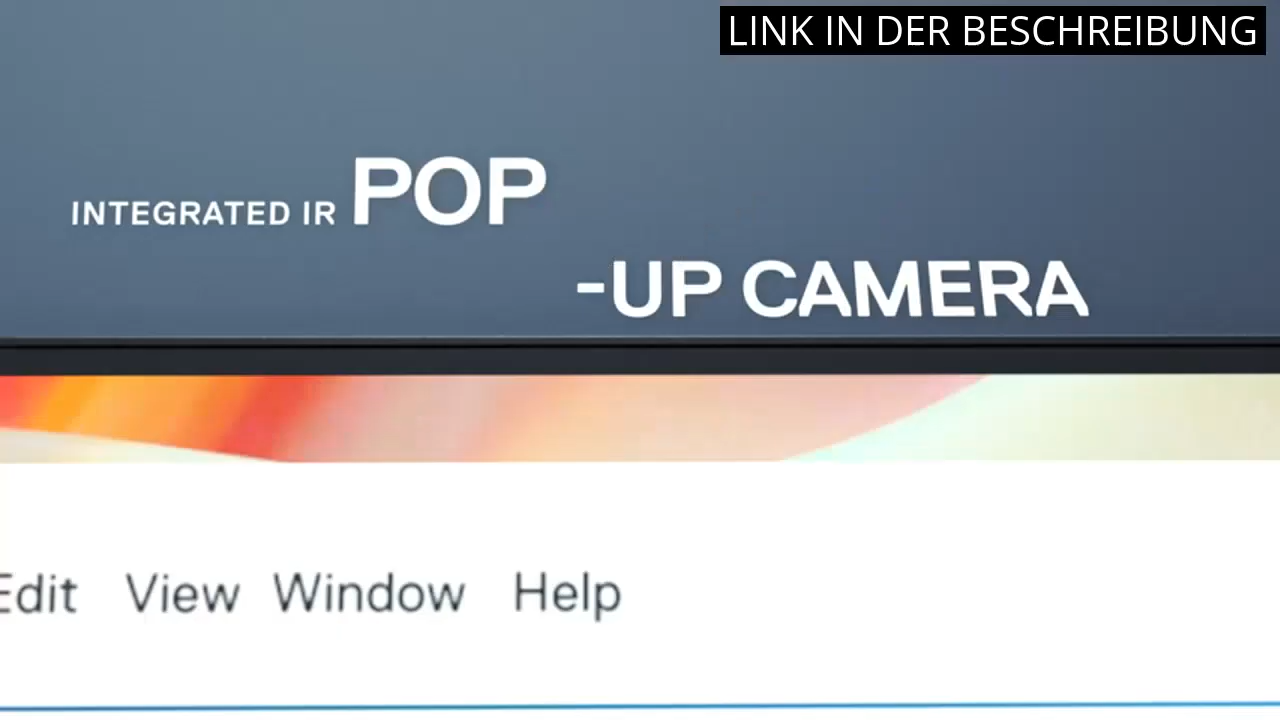 LINK IN DER BESCHREIBUNG
INTEGRATED IR POP
-UP CAMERA
Edit View Window Help